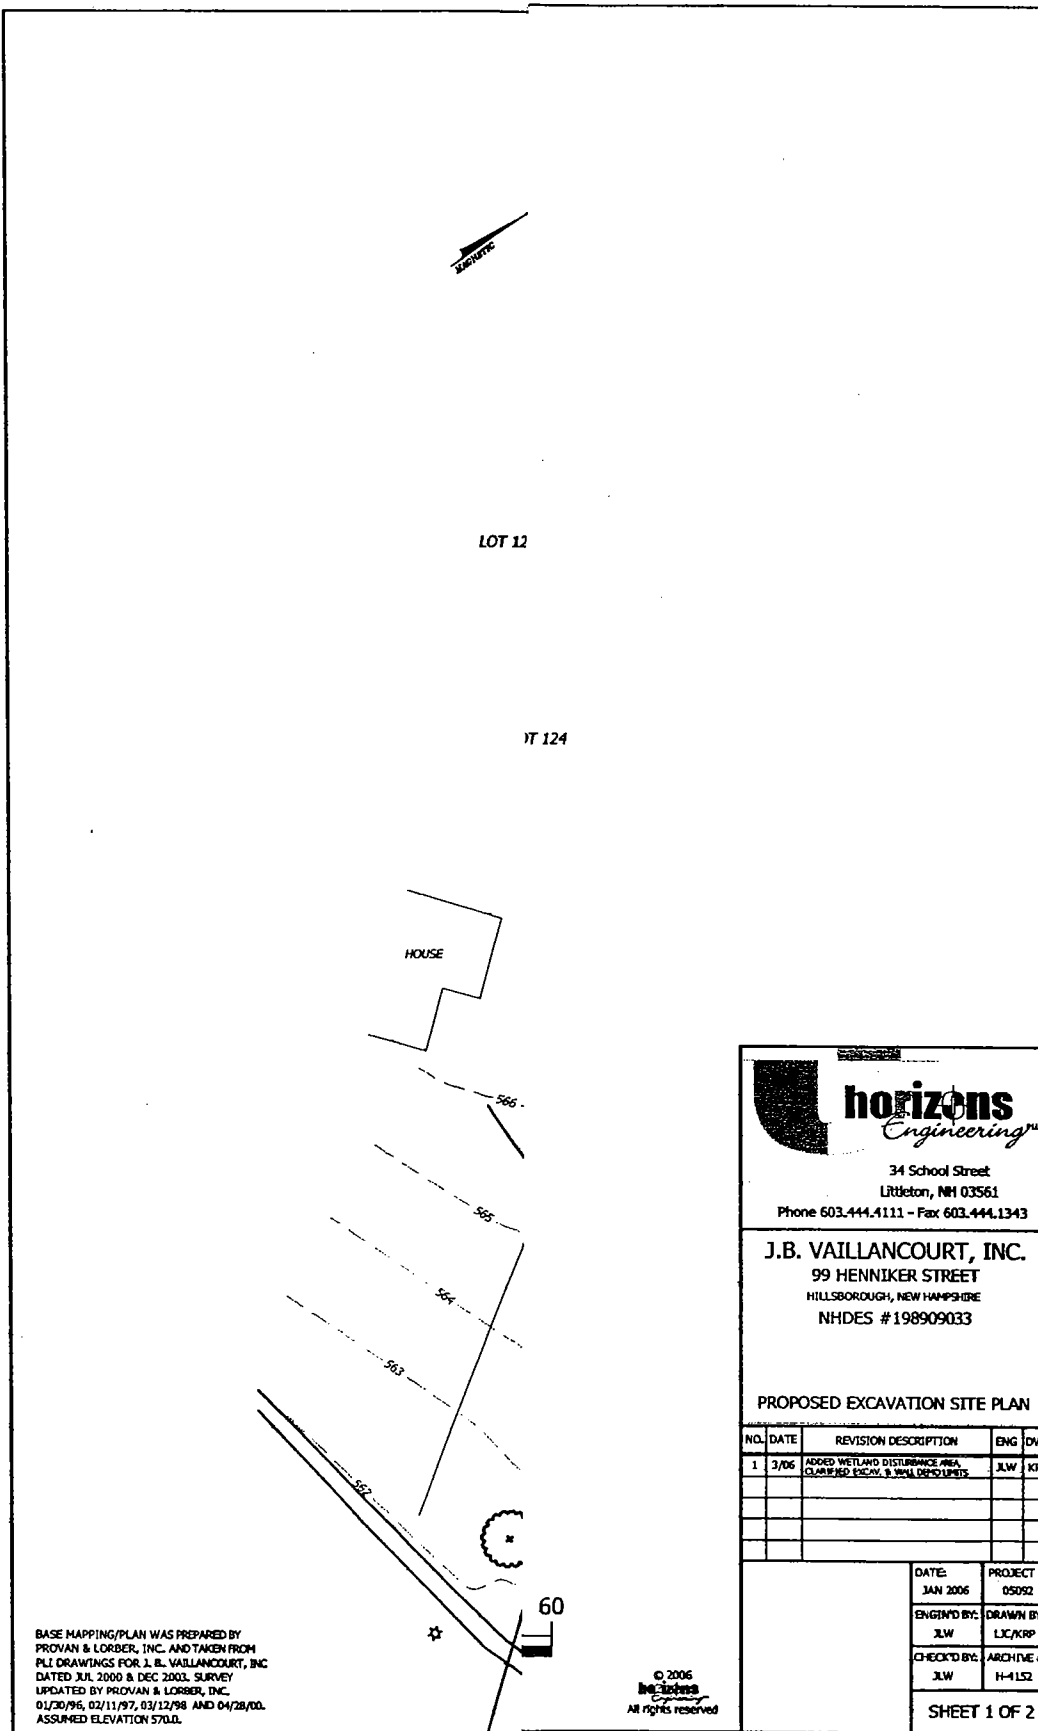 MAGNETIC
LOT 12
T 124
HOUSE
566
565
564
563
562
60
BASE MAPPING/PLAN WAS PREPARED BY
PROVAN & LORBER, INC. AND TAKEN FROM
PLI DRAWINGS FOR J. B. VAILLANCOURT, INC
DATED JUL 2000 & DEC 2003. SURVEY
UPDATED BY PROVAN & LORBER, INC.
01/30/96, 02/11/97, 03/12/98 AND 04/28/00.
ASSUMED ELEVATION 570.0.
© 2006
horizons
Engineering
All rights reserved
horizons
Engineering
34 School Street
Littleton, NH 03561
Phone 603.444.4111 - Fax 603.444.1343
J.B. VAILLANCOURT, INC.
99 HENNIKER STREET
HILLSBOROUGH, NEW HAMPSHIRE
NHDES #198909033
PROPOSED EXCAVATION SITE PLAN
NO. DATE REVISION DESCRIPTION ENG DW
1 3/06 ADDED WETLAND DISTURBANCE AREA, JLW
CLARIFIED EXCAV. & WALL DEMO LIMITS
DATE: PROJECT
JAN 2006 05092
ENGIN'D BY: DRAWN BY
JLW LJC/KRP
CHECK'D BY: ARCHIVE
JLW H-4152
SHEET 1 OF 2